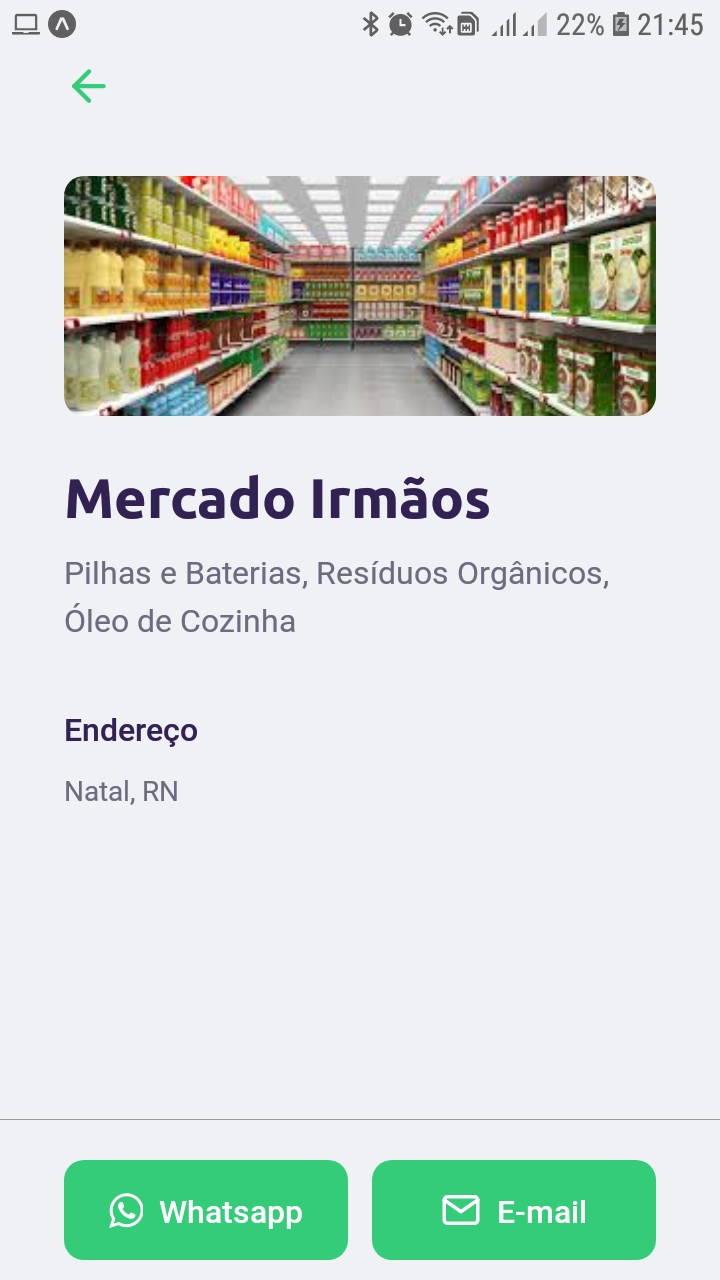 22% 21:45
Mercado Irmãos
Pilhas e Baterias, Resíduos Orgânicos,
Óleo de Cozinha
Endereço
Natal, RN
Whatsapp E-mail